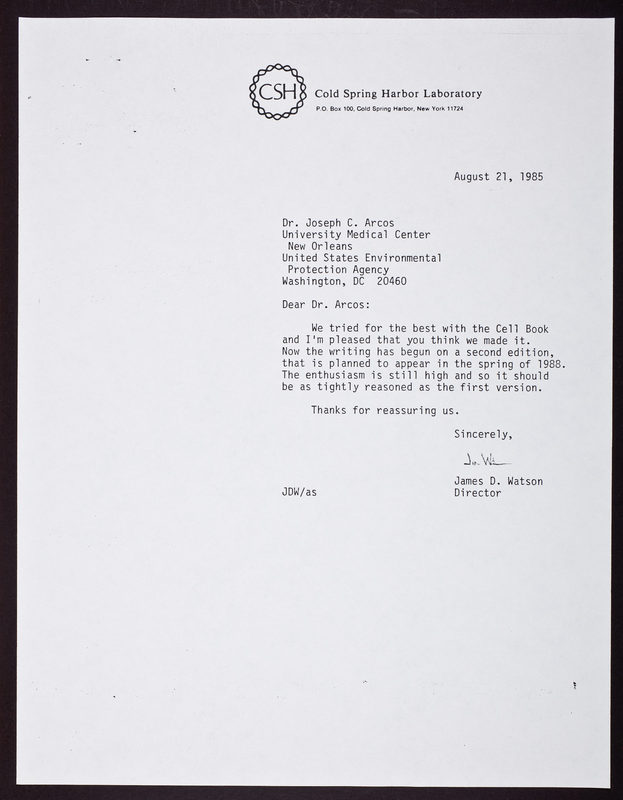 CSH
Cold Spring Harbor Laboratory
P.O. Box 100, Cold Spring Harbor, New York 11724
August 21, 1985
Dr. Joseph C. Arcos
University Medical Center
New Orleans
United States Environmental
Protection Agency
Washington, DC 20460
Dear Dr. Arcos:
We tried for the best with the Cell Book
and I'm pleased that you think we made it.
Now the writing has begun on a second edition,
that is planned to appear in the spring of 1988.
The enthusiasm is still high and so it should
be as tightly reasoned as the first version.
Thanks for reassuring us.
Sincerely,
James D. Watson
JDW/as Director